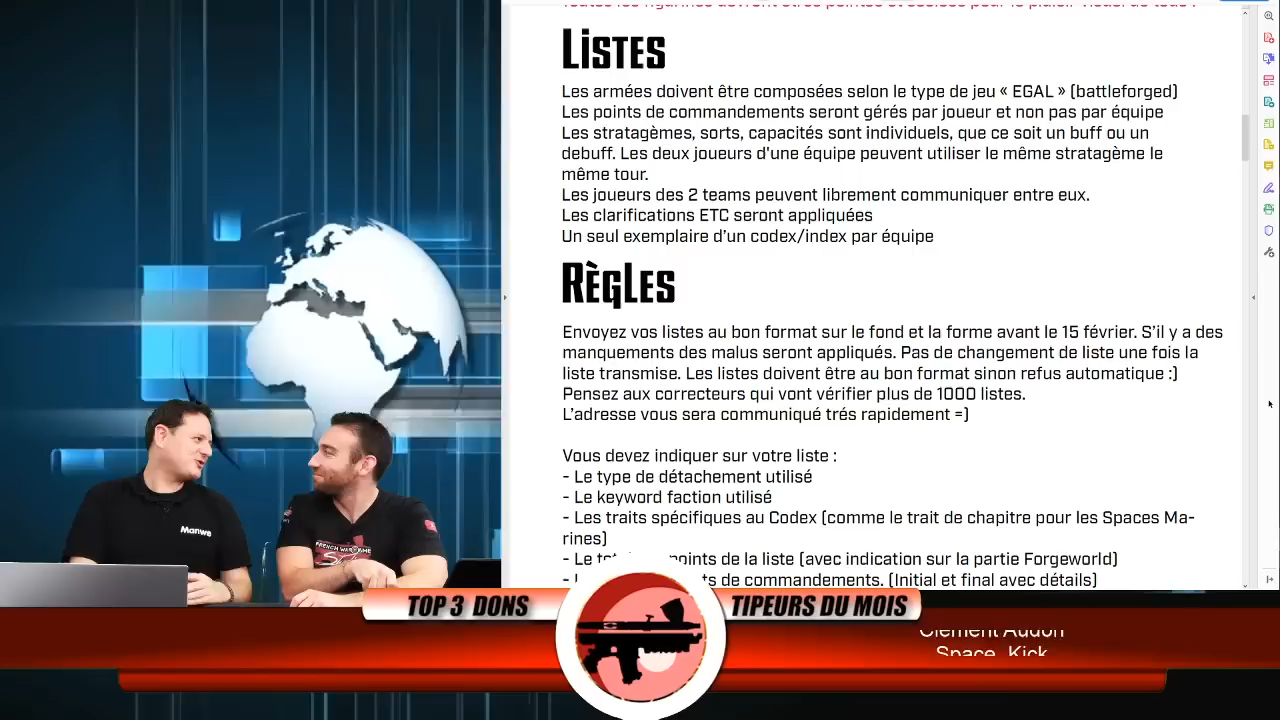 Listes
Les armées doivent être composées selon le type de jeu « EGAL » (battleforged)
Les points de commandements seront gérés par joueur et non pas par équipe
Les stratagèmes, sorts, capacités sont individuels, que ce soit un buff ou un
debuff. Les deux joueurs d'une équipe peuvent utiliser le même stratagème le
même tour.
Les joueurs des 2 teams peuvent librement communiquer entre eux.
Les clarifications ETC seront appliquées
Un seul exemplaire d'un codex/index par équipe
Règles
Envoyez vos listes au bon format sur le fond et la forme avant le 15 février. S'il y a des
manquements des malus seront appliqués. Pas de changement de liste une fois la
liste transmise. Les listes doivent être au bon format sinon refus automatique :)
Pensez aux correcteurs qui vont vérifier plus de 1000 listes.
L'adresse vous sera communiqué trés rapidement =)
Vous devez indiquer sur votre liste :
- Le type de détachement utilisé
- Le keyword faction utilisé
- Les traits spécifiques au Codex (comme le trait de chapitre pour les Spaces Ma-
rines)
- Le points de la liste (avec indication sur la partie Forgeworld)
- de commandements. (Initial et final avec détails)
Manwe
FRENCH WARGAME
TOP 3 DONS
TIPEURS DU MOIS
Clément Audon
Space_Kick